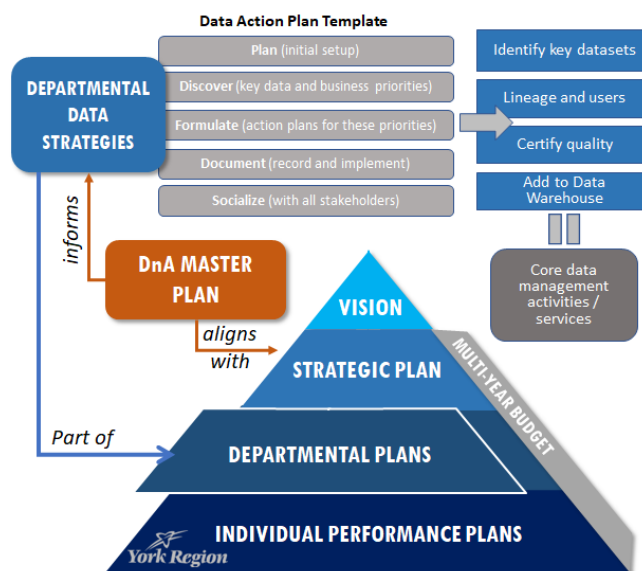 Data Action Plan Template
Plan (initial setup)
Discover (key data and business priorities)
Formulate (action plans for these priorities)
Document (record and implement)
Socialize (with all stakeholders)
DEPARTMENTAL
DATA
STRATEGIES
Identify key datasets
Lineage and users
Certify quality
Add to Data
Warehouse
Core data
management
activities /
services
informs
DnA MASTER
PLAN
aligns
with
Part of
VISION
STRATEGIC PLAN
DEPARTMENTAL PLANS
INDIVIDUAL PERFORMANCE PLANS
MULTI-YEAR BUDGET
York Region